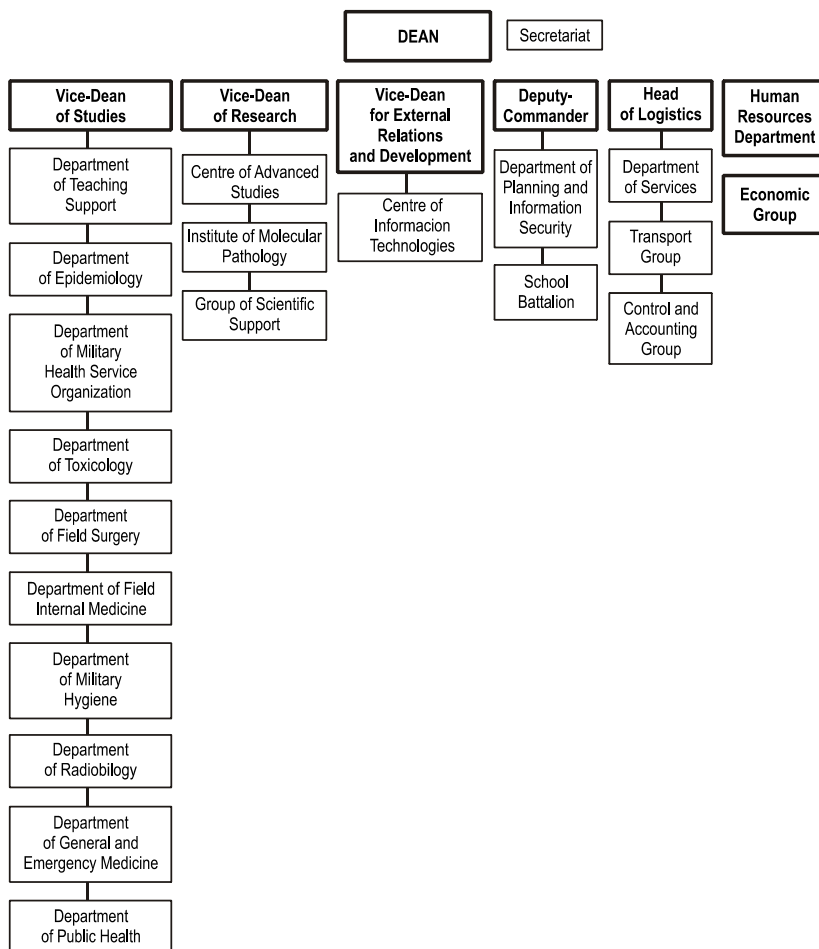 DEAN
Secretariat
Vice-Dean
of Studies
Department
of Teaching
Support
Department
of Epidemiology
Department
of Military
Health Service
Organization
Department
of Toxicology
Department
of Field Surgery
Department of Field
Internal Medicine
Department
of Military
Hygiene
Department
of Radiobilogy
Department
of General and
Emergency Medicine
Department
of Public Health
Vice-Dean
of Research
Centre of Advanced
Studies
Institute of Molecular
Pathology
Group of Scientific
Support
Vice-Dean
for External
Relations
and Development
Centre of
Informacion
Technologies
Deputy-
Commander
Department of
Planning and
Information
Security
School
Battalion
Head
of Logistics
Department
of Services
Transport
Group
Control and
Accounting
Group
Human
Resources
Department
Economic
Group